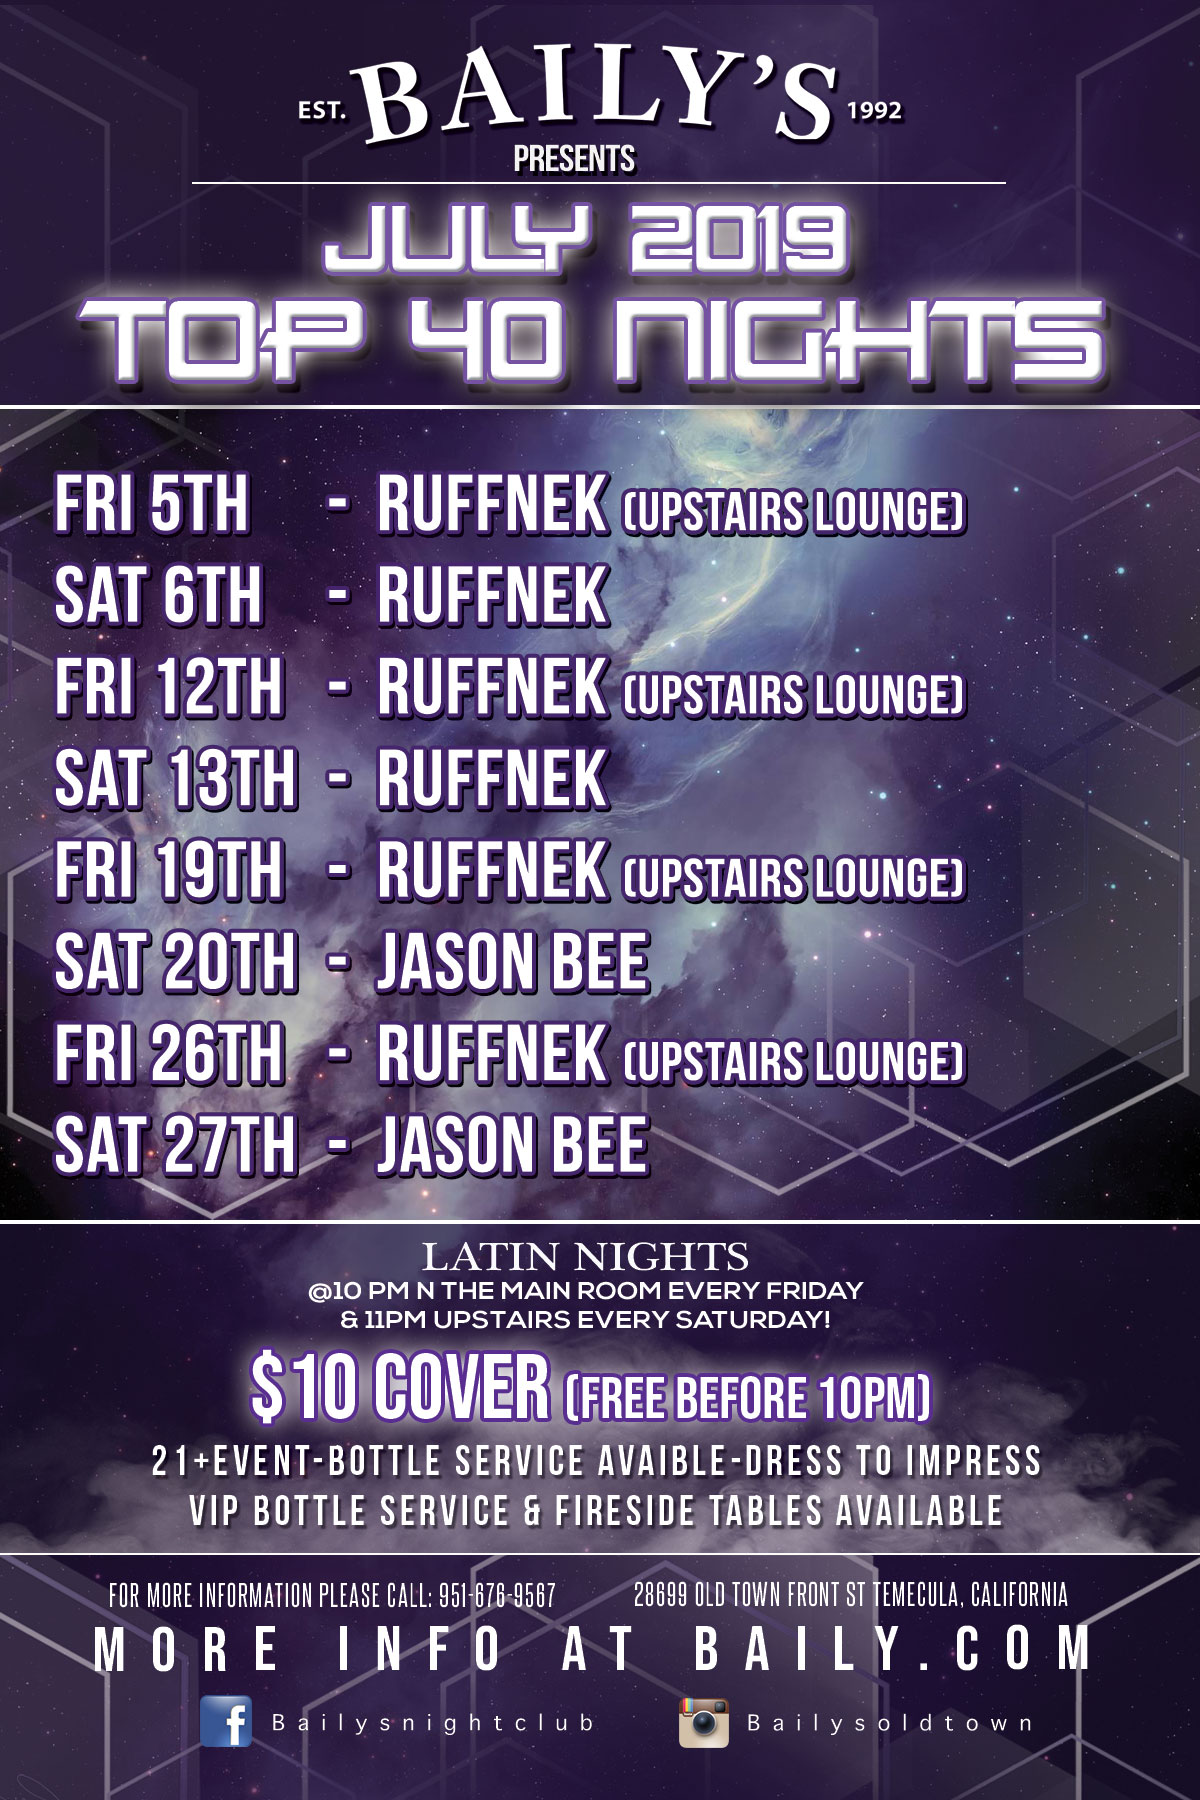 EST. BAILY'S 1992
PRESENTS
JULY 2019
TOP 40 NIGHTS
FRI 5TH - RUFFNEK (UPSTAIRS LOUNGE)
SAT 6TH - RUFFNEK
FRI 12TH - RUFFNEK (UPSTAIRS LOUNGE)
SAT 13TH - RUFFNEK
FRI 19TH - RUFFNEK (UPSTAIRS LOUNGE)
SAT 20TH - JASON BEE
FRI 26TH - RUFFNEK (UPSTAIRS LOUNGE)
SAT 27TH - JASON BEE
LATIN NIGHTS
@10 PM N THE MAIN ROOM EVERY FRIDAY
& 11PM UPSTAIRS EVERY SATURDAY!
$10 COVER (FREE BEFORE 10PM)
21+EVENT-BOTTLE SERVICE AVAIBLE-DRESS TO IMPRESS
VIP BOTTLE SERVICE & FIRESIDE TABLES AVAILABLE
FOR MORE INFORMATION PLEASE CALL: 951-676-9567 28699 OLD TOWN FRONT ST TEMECULA, CALIFORNIA
MORE INFO AT BAILY.COM
f Bailysnightclub Bailysoldtown